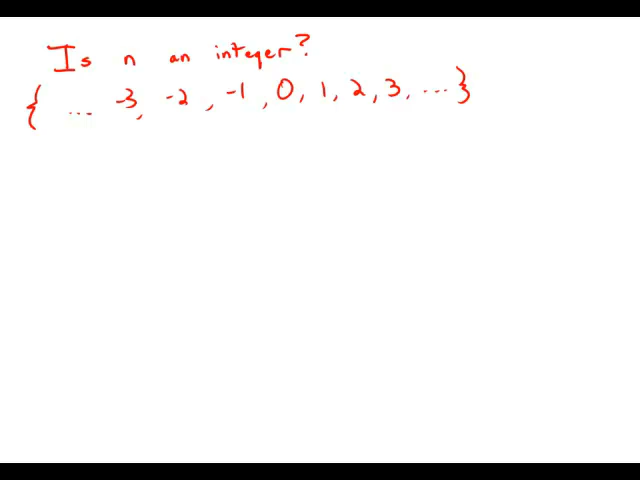 Is n an integer?
{ ... -3, -2, -1, 0, 1, 2, 3, ... }